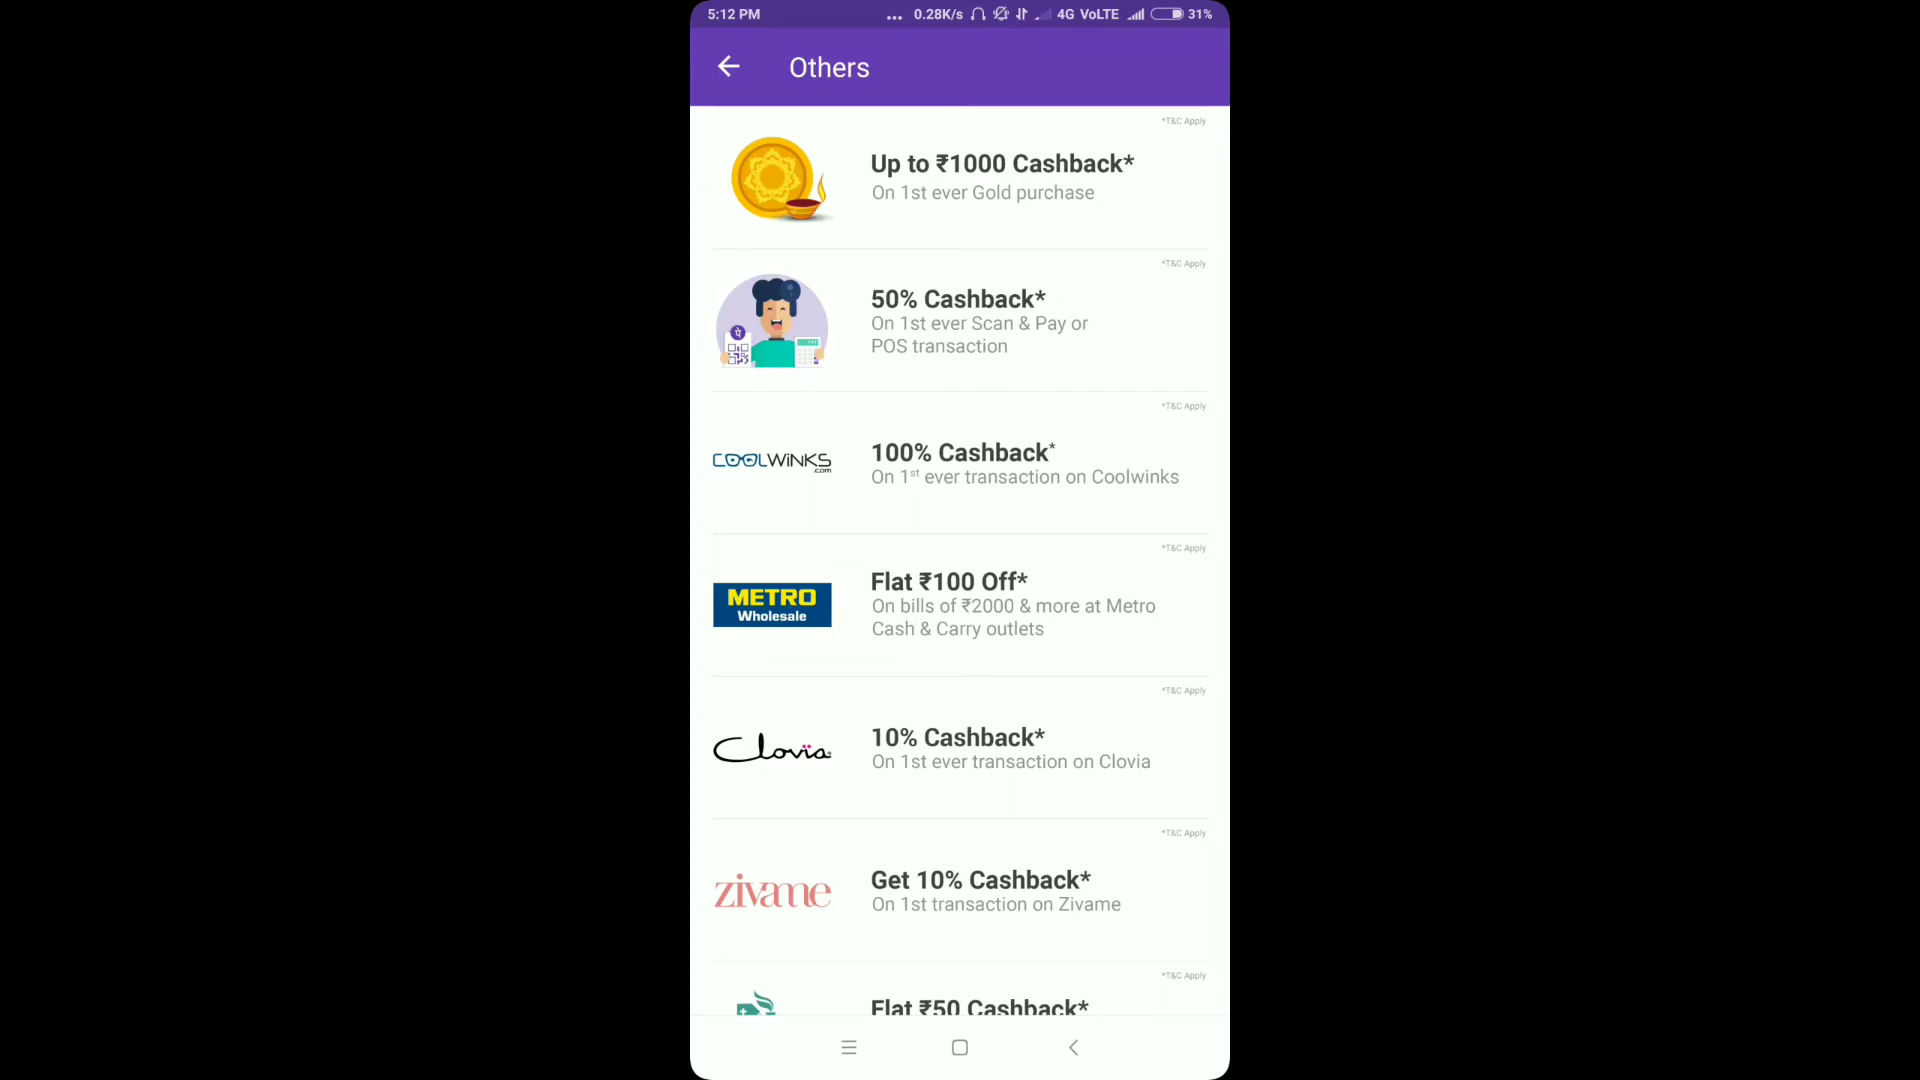 5:12 PM
... 0.28K/s 4G VoLTE 31%
Others
*T&C Apply
Up to ₹1000 Cashback*
On 1st ever Gold purchase
*T&C Apply
50% Cashback*
On 1st ever Scan & Pay or
POS transaction
पे
*T&C Apply
COOLWiNKS
.com
100% Cashback*
On 1st ever transaction on Coolwinks
*T&C Apply
METRO
Wholesale
Flat ₹100 Off*
On bills of ₹2000 & more at Metro
Cash & Carry outlets
*T&C Apply
Clovia
10% Cashback*
On 1st ever transaction on Clovia
*T&C Apply
zivame
Get 10% Cashback*
On 1st transaction on Zivame
*T&C Apply
Flat ₹50 Cashback*